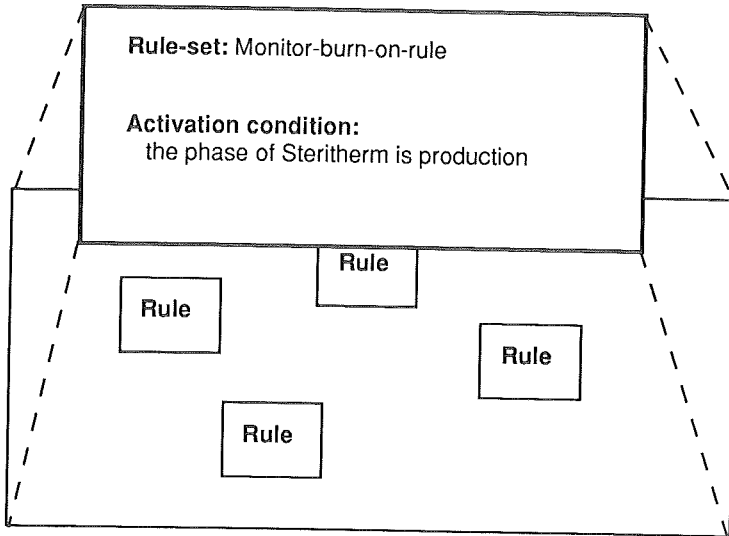 Rule-set: Monitor-burn-on-rule
Activation condition:
the phase of Steritherm is production
Rule
Rule
Rule
Rule